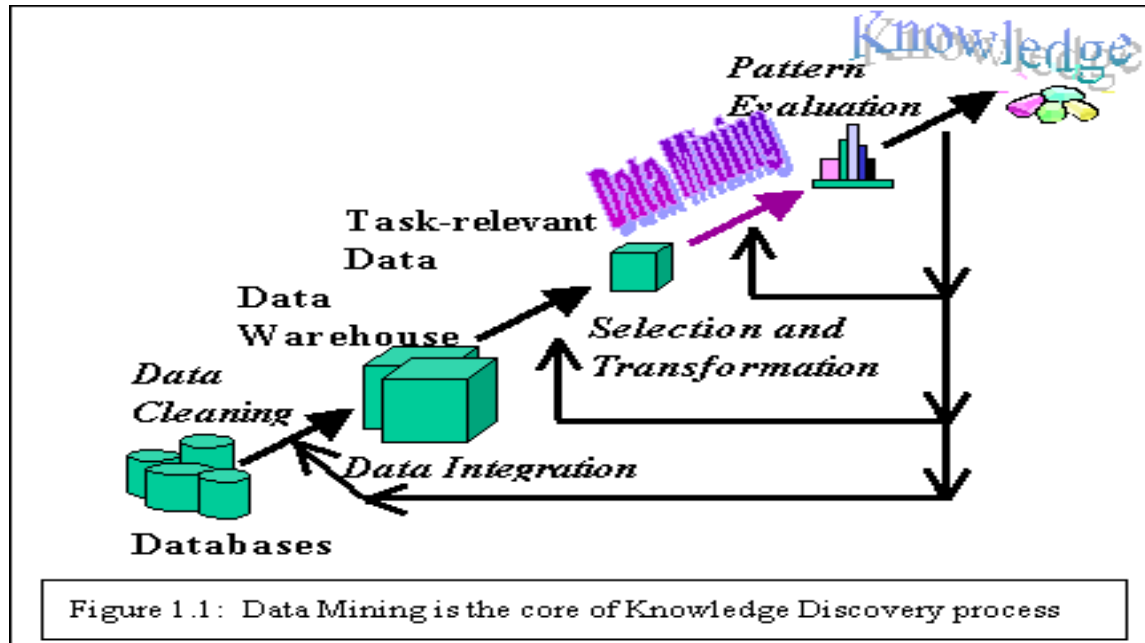 Knowledge
Pattern
Evaluation
Data Mining
Task-relevant
Data
Data
Warehouse
Selection and
Transformation
Data
Cleaning
Data Integration
Databases
Figure 1.1: Data Mining is the core of Knowledge Discovery process